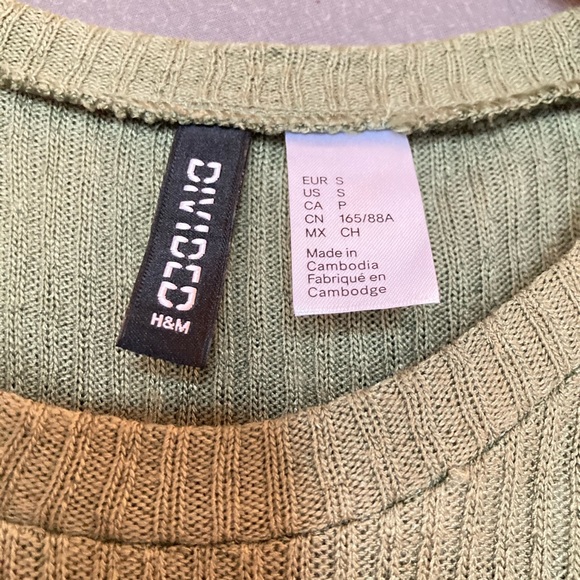 DIVIDED
H&M
EUR S
US S
CA P
CN 165/88A
MX CH
Made in
Cambodia
Fabriqué en
Cambodge